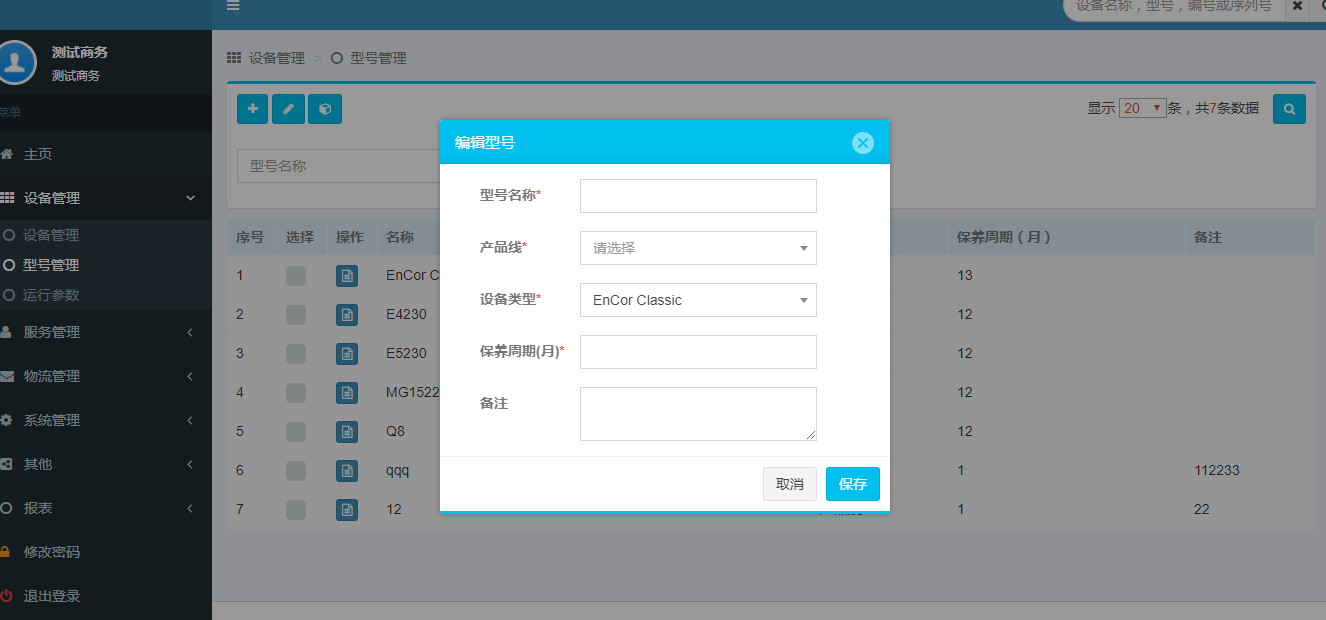 设备名称，型号，编号或序列号
测试商务
测试商务
菜单
主页
设备管理
设备管理
型号管理
运行参数
服务管理
物流管理
系统管理
其他
报表
修改密码
退出登录
设备管理 > 型号管理
显示 20 条，共7条数据
型号名称
序号 选择 操作 名称 保养周期（月） 备注
1 EnCor C 13
2 E4230 12
3 E5230 12
4 MG1522 12
5 Q8 12
6 qqq 1 112233
7 12 1 22
编辑型号
型号名称*
产品线* 请选择
设备类型* EnCor Classic
保养周期(月)*
备注
取消 保存